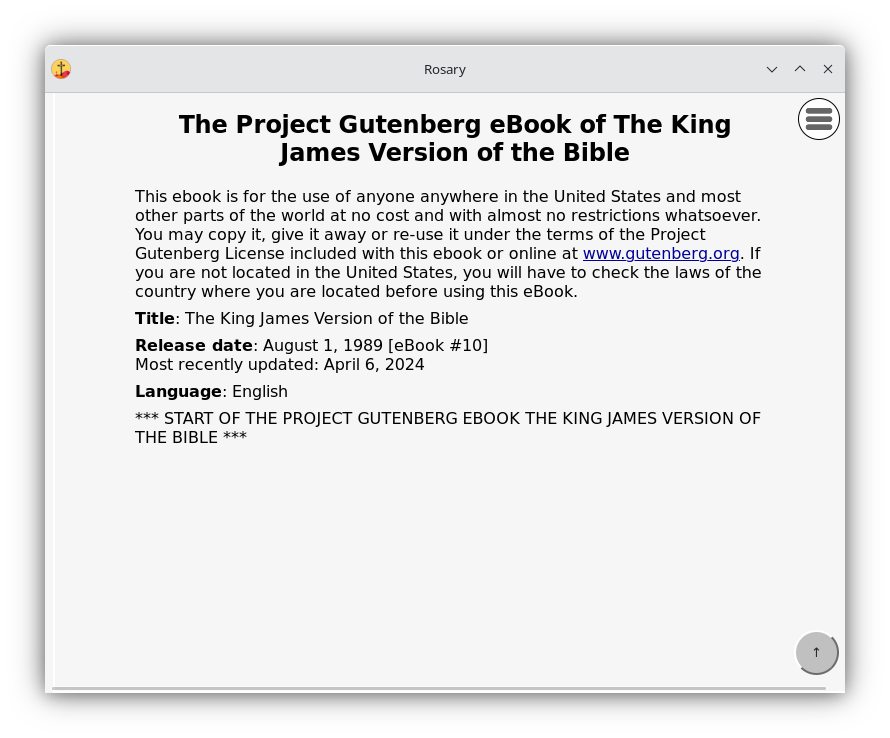 Rosary
The Project Gutenberg eBook of The King
James Version of the Bible
This ebook is for the use of anyone anywhere in the United States and most
other parts of the world at no cost and with almost no restrictions whatsoever.
You may copy it, give it away or re-use it under the terms of the Project
Gutenberg License included with this ebook or online at www.gutenberg.org. If
you are not located in the United States, you will have to check the laws of the
country where you are located before using this eBook.
Title: The King James Version of the Bible
Release date: August 1, 1989 [eBook #10]
Most recently updated: April 6, 2024
Language: English
*** START OF THE PROJECT GUTENBERG EBOOK THE KING JAMES VERSION OF
THE BIBLE ***
↑